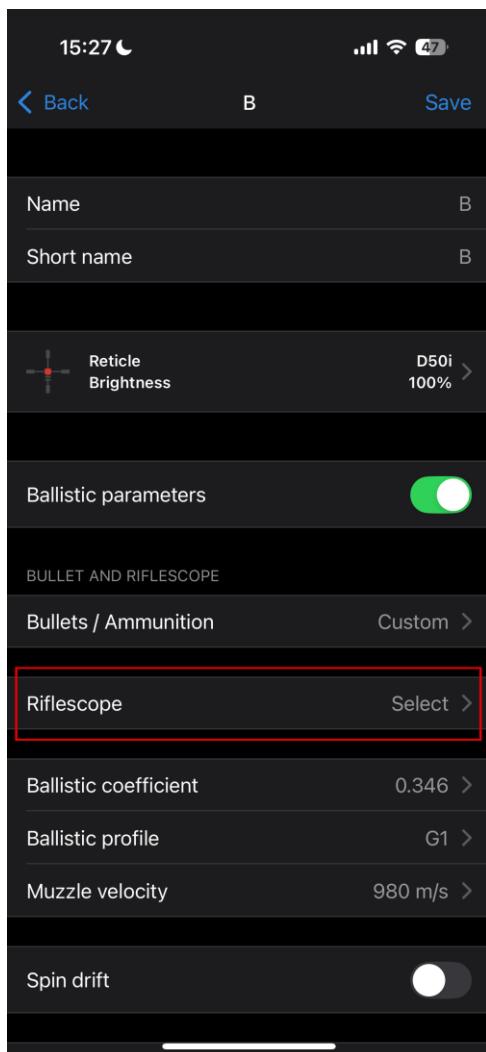 15:27 47
Back B Save
Name B
Short name B
Reticle D50i
Brightness 100%
Ballistic parameters
BULLET AND RIFLESCOPE
Bullets / Ammunition Custom
Riflescope Select
Ballistic coefficient 0.346
Ballistic profile G1
Muzzle velocity 980 m/s
Spin drift